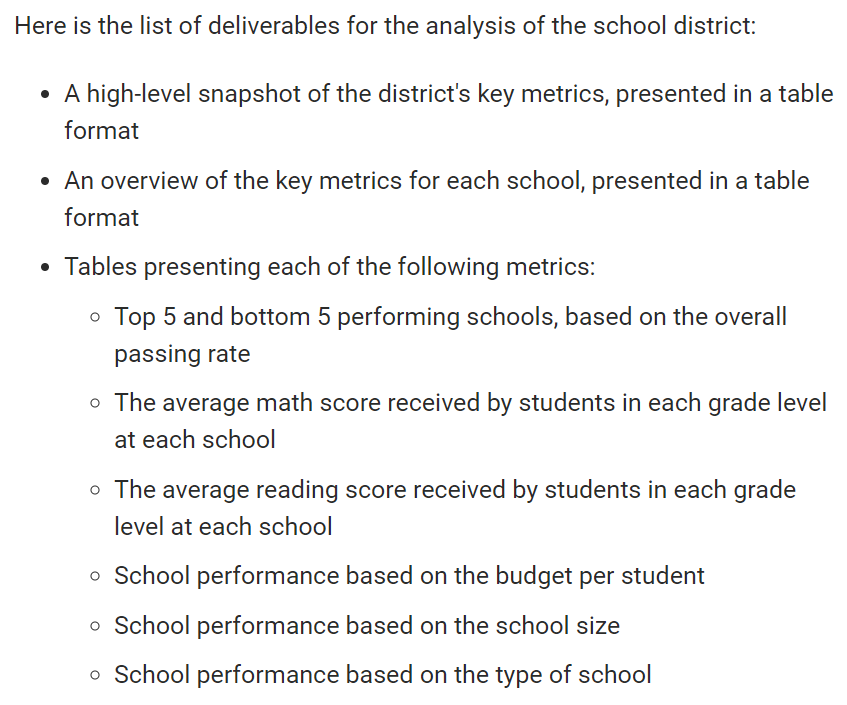 Here is the list of deliverables for the analysis of the school district:
• A high-level snapshot of the district's key metrics, presented in a table
format
• An overview of the key metrics for each school, presented in a table
format
• Tables presenting each of the following metrics:
○ Top 5 and bottom 5 performing schools, based on the overall
passing rate
○ The average math score received by students in each grade level
at each school
○ The average reading score received by students in each grade
level at each school
○ School performance based on the budget per student
○ School performance based on the school size
○ School performance based on the type of school